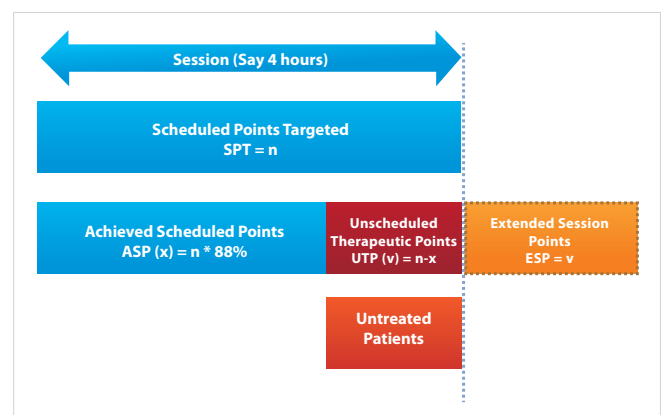 Session (Say 4 hours)
Scheduled Points Targeted
SPT = n
Achieved Scheduled Points
ASP (x) = n * 88%
Unscheduled
Therapeutic Points
UTP (v) = n-x
Extended Session
Points
ESP = v
Untreated
Patients